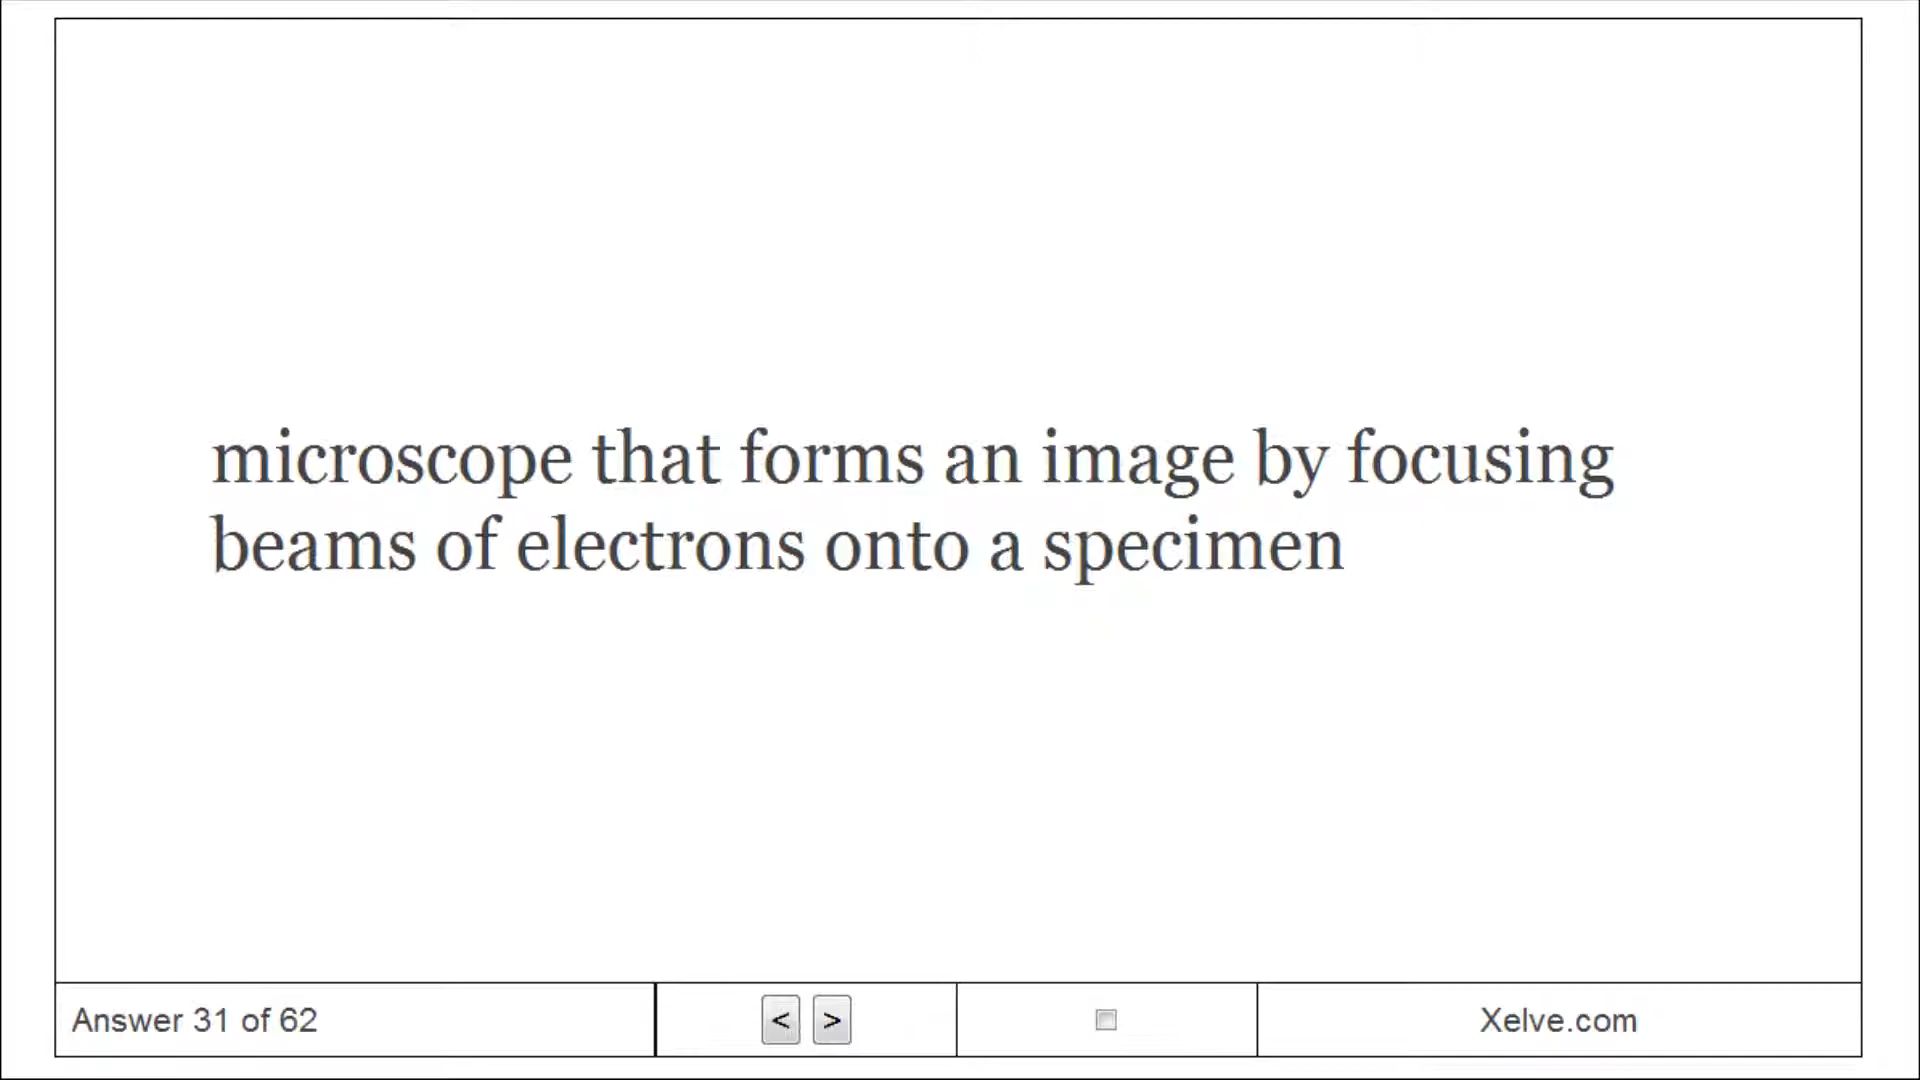 microscope that forms an image by focusing
beams of electrons onto a specimen
Answer 31 of 62
< >
Xelve.com